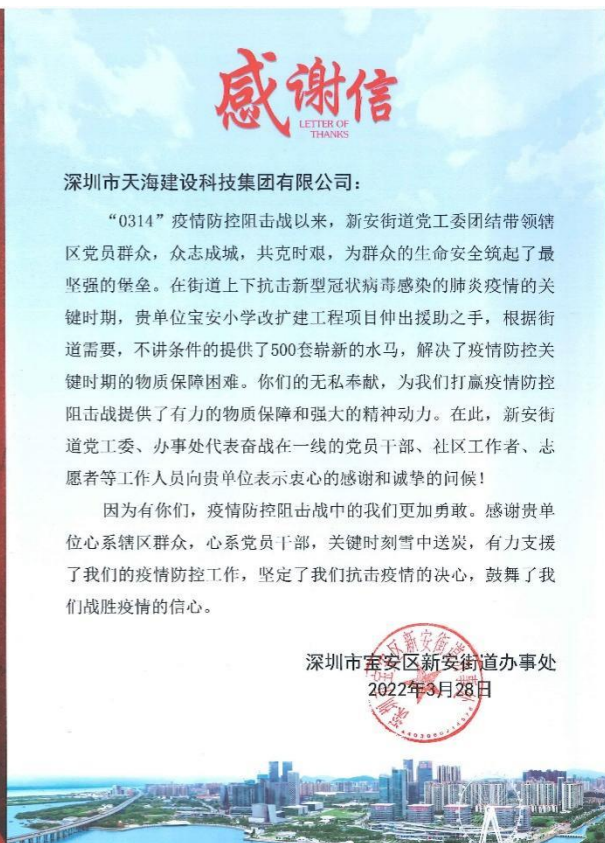 感谢信
LETTER OF
THANKS
深圳市天海建设科技集团有限公司：
“0314”疫情防控阻击战以来，新安街道党工委团结带领辖
区党员群众，众志成城，共克时艰，为群众的生命安全筑起了最
坚强的堡垒。在街道上下抗击新型冠状病毒感染的肺炎疫情的关
键时期，贵单位宝安小学改扩建工程项目伸出援助之手，根据街
道需要，不讲条件的提供了500套崭新的水马，解决了疫情防控关
键时期的物质保障困难。你们的无私奉献，为我们打赢疫情防控
阻击战提供了有力的物质保障和强大的精神动力。在此，新安街
道党工委、办事处代表奋战在一线的党员干部、社区工作者、志
愿者等工作人员向贵单位表示衷心的感谢和诚挚的问候！
因为有你们，疫情防控阻击战中的我们更加勇敢。感谢贵单
位心系辖区群众，心系党员干部，关键时刻雪中送炭，有力支援
了我们的疫情防控工作，坚定了我们抗击疫情的决心，鼓舞了我
们战胜疫情的信心。
深圳市宝安区新安街道办事处
2022年3月28日